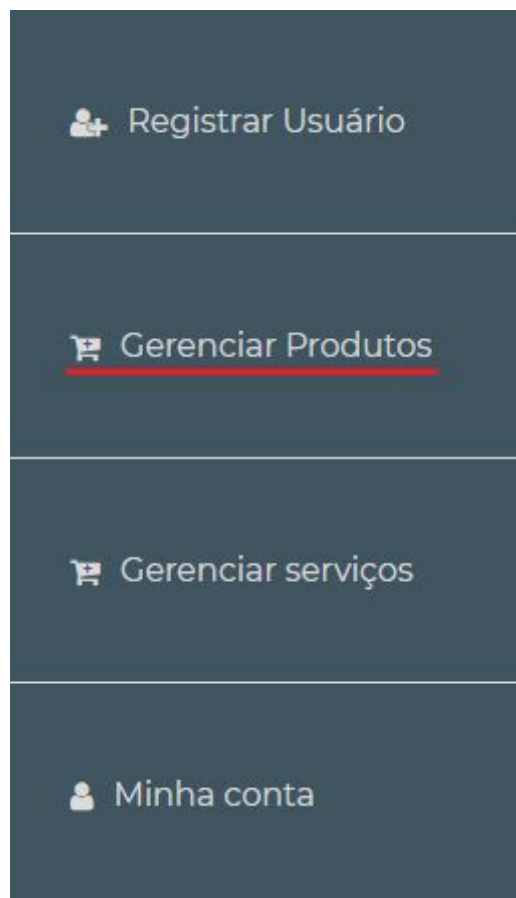 Registrar Usuário
Gerenciar Produtos
Gerenciar serviços
Minha conta